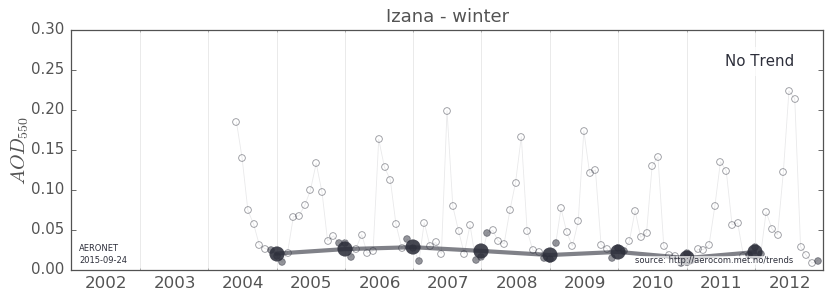 Izana - winter
0.30
No Trend
0.25
0.20
AOD550
0.15
0.10
0.05
AERONET
2015-09-24
source: http://aerocom.met.no/trends
0.00
2002 2003 2004 2005 2006 2007 2008 2009 2010 2011 2012